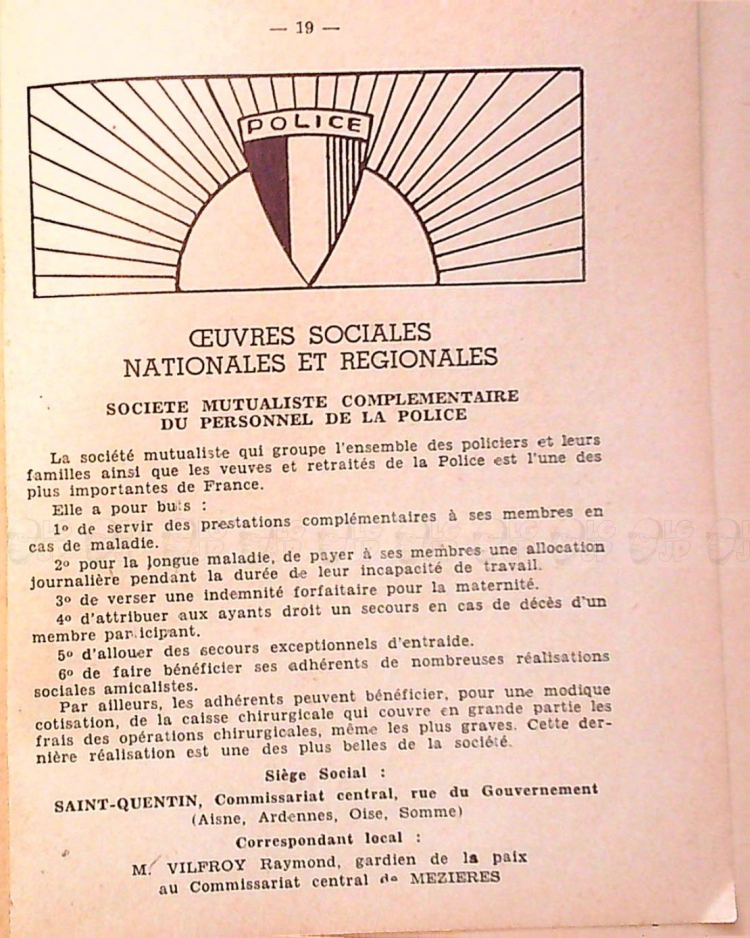 — 19 —
POLICE
ŒUVRES SOCIALES
NATIONALES ET REGIONALES
SOCIETE MUTUALISTE COMPLEMENTAIRE
DU PERSONNEL DE LA POLICE
La société mutualiste qui groupe l'ensemble des policiers et leurs
familles ainsi que les veuves et retraités de la Police est l'une des
plus importantes de France.
Elle a pour buts :
1º de servir des prestations complémentaires à ses membres en
cas de maladie.
2º pour la longue maladie, de payer à ses membres une allocation
journalière pendant la durée de leur incapacité de travail.
3º de verser une indemnité forfaitaire pour la maternité.
4º d'attribuer aux ayants droit un secours en cas de décès d'un
membre participant.
5º d'allouer des secours exceptionnels d'entraide.
6º de faire bénéficier ses adhérents de nombreuses réalisations
sociales amicalistes.
Par ailleurs, les adhérents peuvent bénéficier, pour une modique
cotisation, de la caisse chirurgicale qui couvre en grande partie les
frais des opérations chirurgicales, même les plus graves. Cette der-
nière réalisation est une des plus belles de la société.
Siège Social :
SAINT-QUENTIN, Commissariat central, rue du Gouvernement
(Aisne, Ardennes, Oise, Somme)
Correspondant local :
M. VILFROY Raymond, gardien de la paix
au Commissariat central de MEZIERES